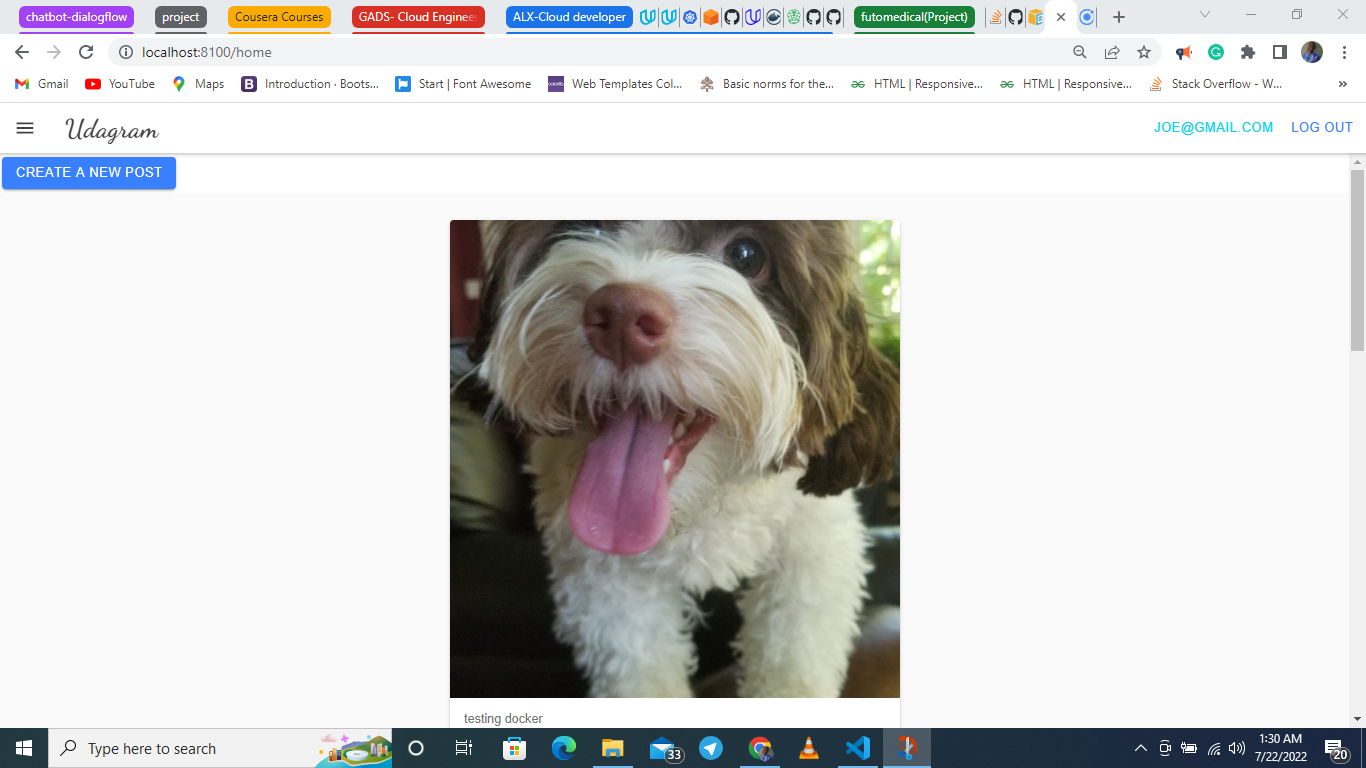 chatbot-dialogflow project Cousera Courses GADS- Cloud Enginee ALX-Cloud developer futomedical(Project)
localhost:8100/home
Gmail YouTube Maps Introduction · Boots... Start | Font Awesome Web Templates Col... Basic norms for the... HTML | Responsive... HTML | Responsive... Stack Overflow - W... »
Udagram JOE@GMAIL.COM LOG OUT
CREATE A NEW POST
testing docker
Type here to search 33 1:30 AM 20
7/22/2022